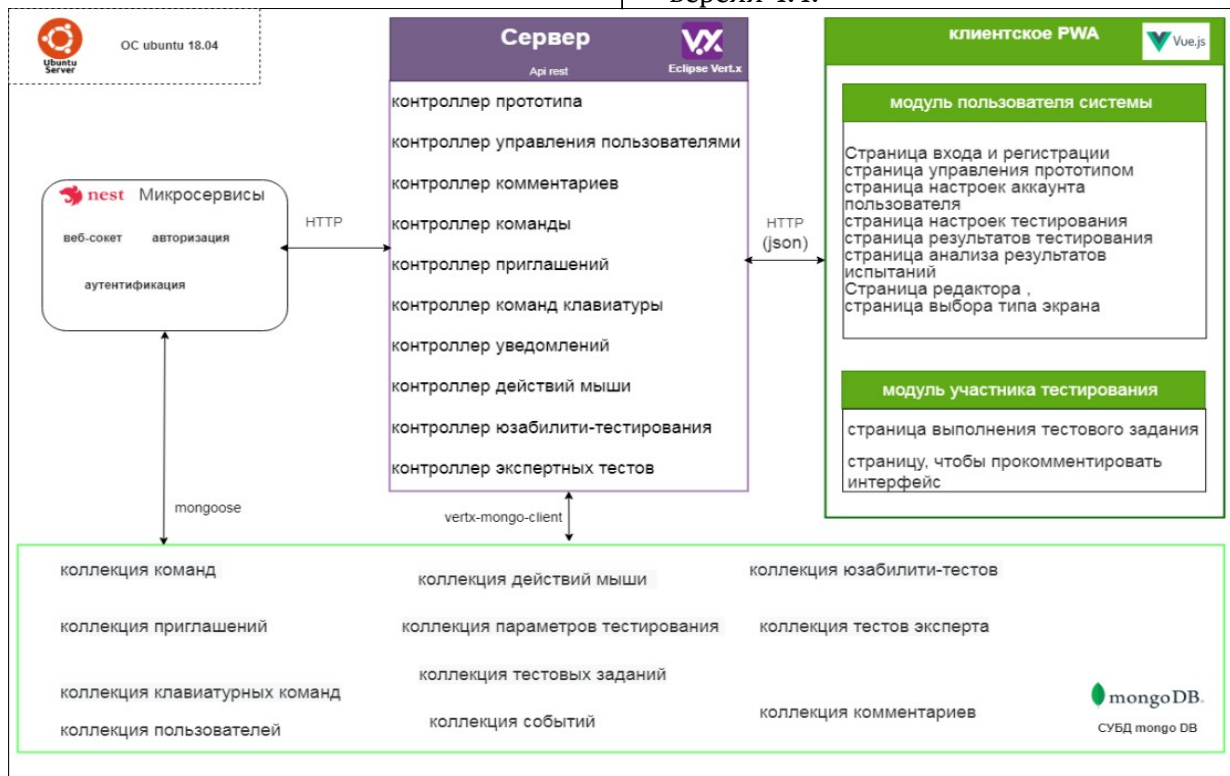 версия 4.4.
Ubuntu
Server
ОС ubuntu 18.04
nest Микросервисы
веб-сокет авторизация
аутентификация
HTTP
Сервер
Api rest
VX
Eclipse Vert.x
контроллер прототипа
контроллер управления пользователями
контроллер комментариев
контроллер команды
контроллер приглашений
контроллер команд клавиатуры
контроллер уведомлений
контроллер действий мыши
контроллер юзабилити-тестирования
контроллер экспертных тестов
HTTP
(json)
клиентское PWA
Vue.js
модуль пользователя системы
Страница входа и регистрации
страница управления прототипом
страница настроек аккаунта
пользователя
страница настроек тестирования
страница результатов тестирования
страница анализа результатов
испытаний
Страница редактора ,
страница выбора типа экрана
модуль участника тестирования
страница выполнения тестового задания
страницу, чтобы прокомментировать
интерфейс
mongoose
vertx-mongo-client
коллекция команд
коллекция приглашений
коллекция клавиатурных команд
коллекция пользователей
коллекция действий мыши
коллекция параметров тестирования
коллекция тестовых заданий
коллекция событий
коллекция юзабилити-тестов
коллекция тестов эксперта
коллекция комментариев
mongoDB.
СУБД mongo DB